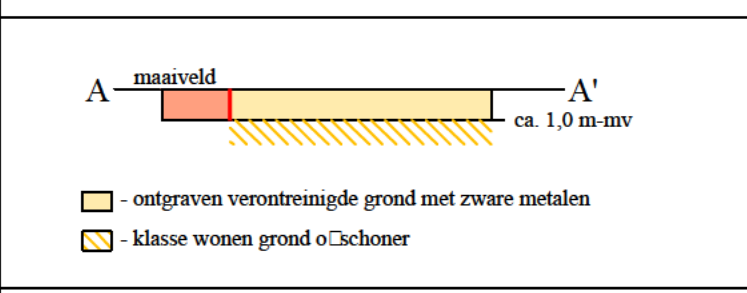 maaiveld
A A'
ca. 1,0 m-mv
- ontgraven verontreinigde grond met zware metalen
- klasse wonen grond o□schoner